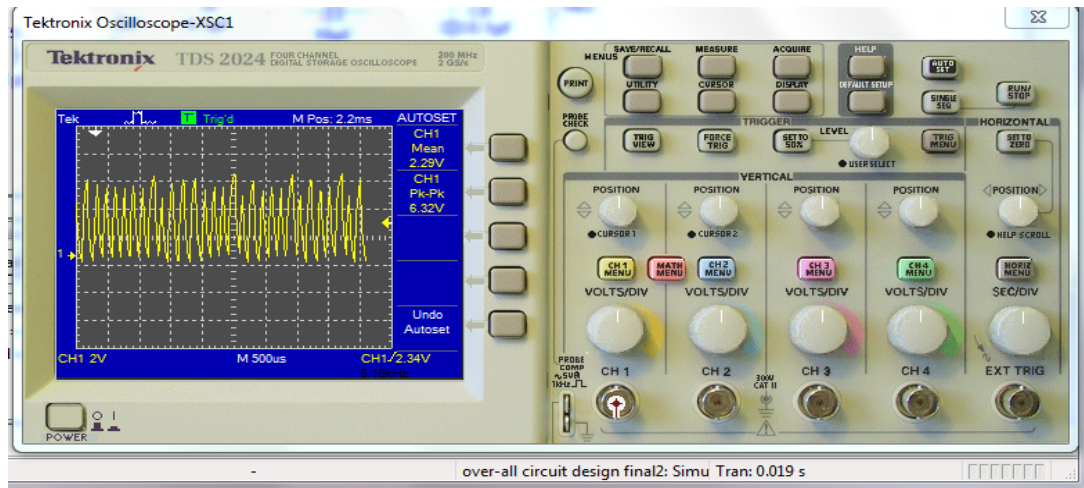 Tektronix Oscilloscope-XSC1
Tektronix TDS 2024 FOUR CHANNEL DIGITAL STORAGE OSCILLOSCOPE 200 MHz 2 GS/s
Tek Trig'd M Pos: 2.2ms AUTOSET
CH1
Mean
2.29V
CH1
Pk-Pk
6.32V
1
Undo
Autoset
CH1 2V M 500us CH1 2.34V
POWER
MENUS
SAVE/RECALL MEASURE ACQUIRE HELP
PRINT
UTILITY CURSOR DISPLAY DEFAULT SETUP
AUTO SET
SINGLE SEQ
RUN/STOP
PROBE CHECK
TRIGGER
HORIZONTAL
TRIG VIEW
FORCE TRIG
SET TO 50%
LEVEL
TRIG MENU
SET TO ZERO
USER SELECT
VERTICAL
POSITION POSITION POSITION POSITION POSITION
CURSOR 1 CURSOR 2 HELP SCROLL
CH 1 MENU
MATH MENU
CH 2 MENU
CH 3 MENU
CH 4 MENU
HORIZ MENU
VOLTS/DIV VOLTS/DIV VOLTS/DIV VOLTS/DIV SEC/DIV
PROBE COMP
~5V@
1kHz
CH 1 CH 2 CH 3 CH 4 EXT TRIG
300V
CAT II
- over-all circuit design final2: Simu Tran: 0.019 s